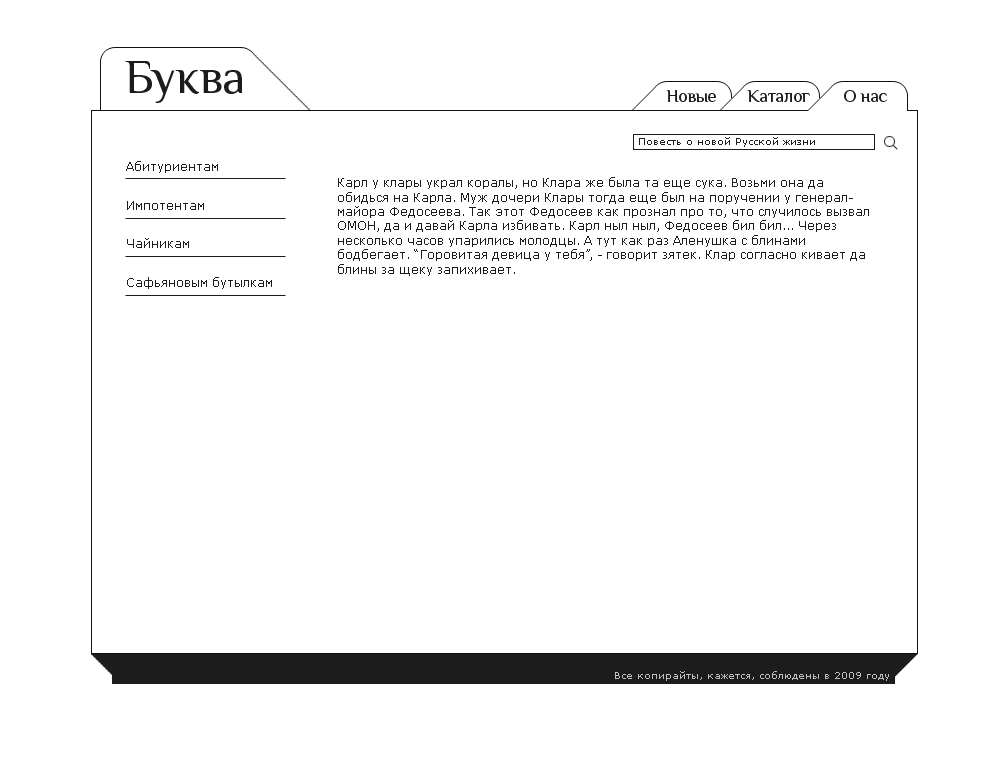 Буква
Новые
Каталог
О нас
Повесть о новой Русской жизни
Абитуриентам
Импотентам
Чайникам
Сафьяновым бутылкам
Карл у клары украл коралы, но Клара же была та еще сука. Возьми она да
обидься на Карла. Муж дочери Клары тогда еще был на поручении у генерал-
майора Федосеева. Так этот Федосеев как прознал про то, что случилось вызвал
ОМОН, да и давай Карла избивать. Карл ныл ныл, Федосеев бил бил... Через
несколько часов упарились молодцы. А тут как раз Аленушка с блинами
бодбегает. “Горовитая девица у тебя”, - говорит зятек. Клар согласно кивает да
блины за щеку запихивает.
Все копирайты, кажется, соблюдены в 2009 году